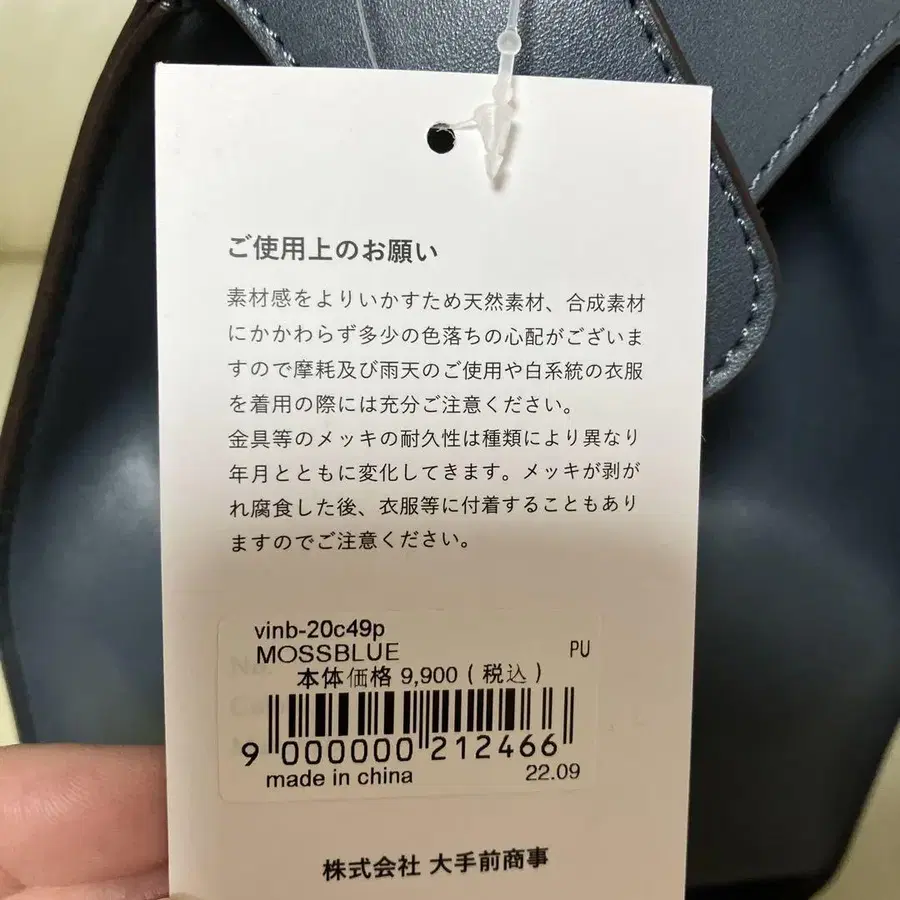 ご使用上のお願い
素材感をよりいかすため天然素材、合成素材
にかかわらず多少の色落ちの心配がございま
すので摩耗及び雨天のご使用や白系統の衣服
を着用の際には充分ご注意ください。
金具等のメッキの耐久性は種類により異なり
年月とともに変化してきます。メッキが剥が
れ腐食した後、衣服等に付着することもあり
ますのでご注意ください。
vinb-20c49p
MOSSBLUE PU
本体価格 9,900 ( 税込 )
9 000000 212466
made in china 22.09
株式会社 大手前商事